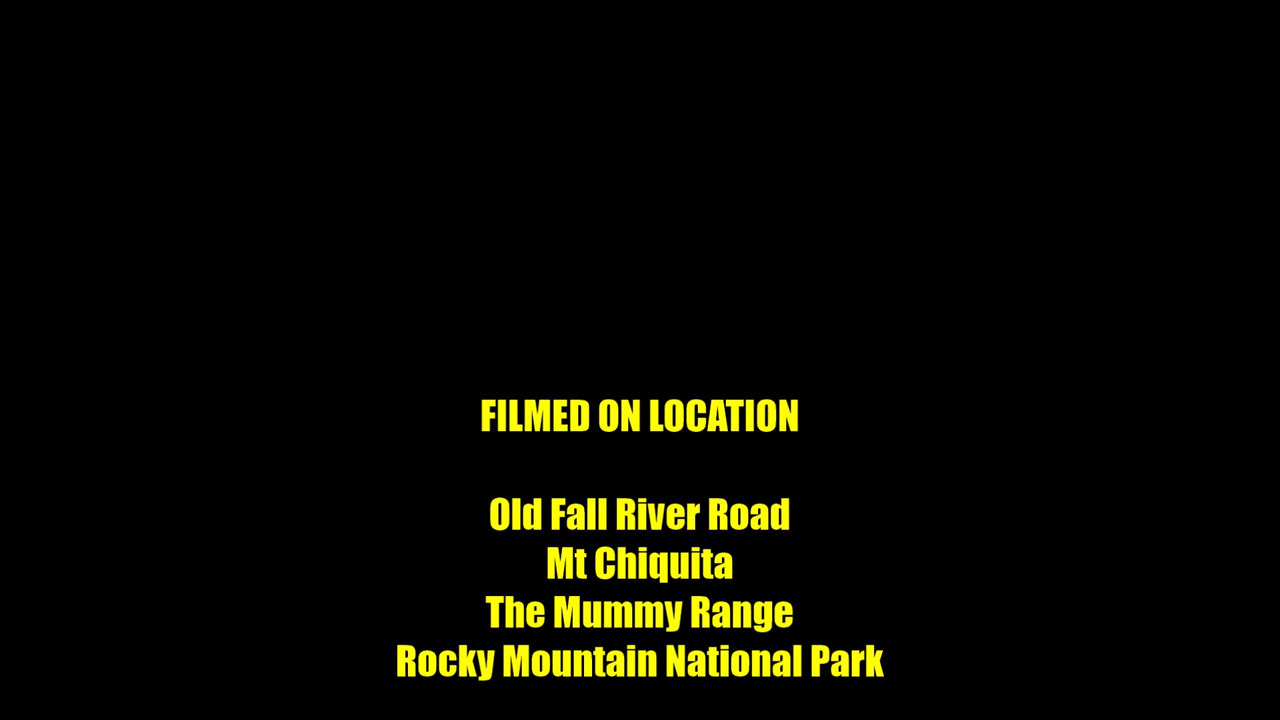 FILMED ON LOCATION
Old Fall River Road
Mt Chiquita
The Mummy Range
Rocky Mountain National Park